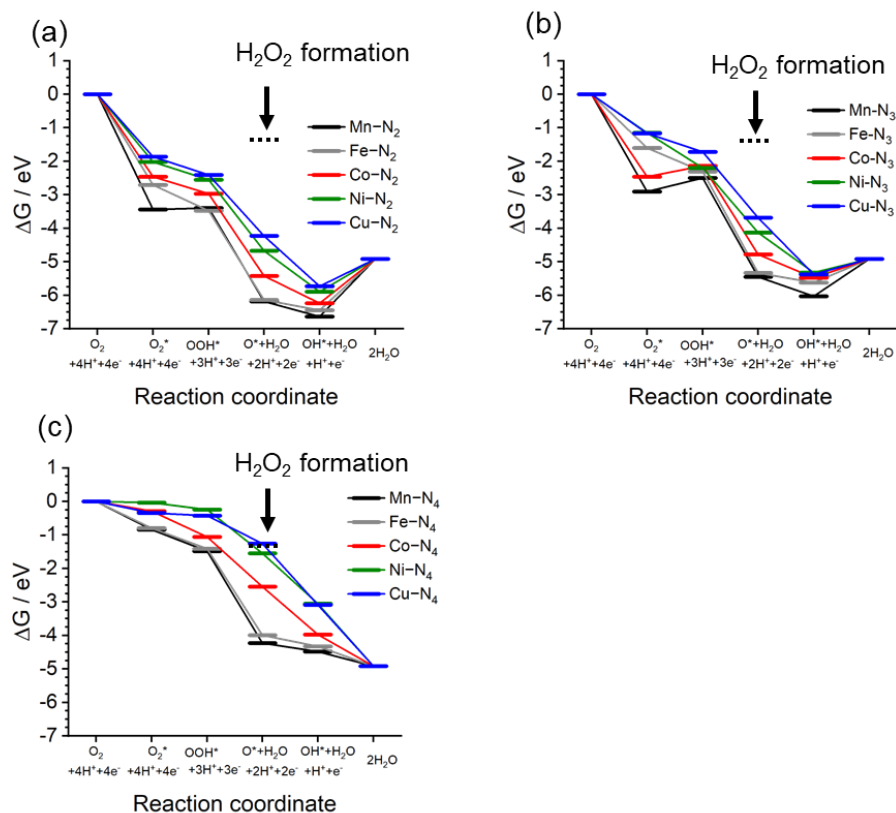 (a)
H₂O₂ formation
ΔG / eV
1
0
-1
-2
-3
-4
-5
-6
-7
Mn−N₂
Fe−N₂
Co−N₂
Ni−N₂
Cu−N₂
O₂ O₂* OOH* O*+H₂O OH*+H₂O 2H₂O
+4H⁺+4e⁻ +4H⁺+4e⁻ +3H⁺+3e⁻ +2H⁺+2e⁻ +H⁺+e⁻
Reaction coordinate
(b)
H₂O₂ formation
ΔG / eV
1
0
-1
-2
-3
-4
-5
-6
-7
Mn-N₃
Fe-N₃
Co-N₃
Ni-N₃
Cu-N₃
O₂ O₂* OOH* O*+H₂O OH*+H₂O 2H₂O
+4H⁺+4e⁻ +4H⁺+4e⁻ +3H⁺+3e⁻ +2H⁺+2e⁻ +H⁺+e⁻
Reaction coordinate
(c)
H₂O₂ formation
ΔG / eV
1
0
-1
-2
-3
-4
-5
-6
-7
Mn−N₄
Fe−N₄
Co−N₄
Ni−N₄
Cu−N₄
O₂ O₂* OOH* O*+H₂O OH*+H₂O 2H₂O
+4H⁺+4e⁻ +4H⁺+4e⁻ +3H⁺+3e⁻ +2H⁺+2e⁻ +H⁺+e⁻
Reaction coordinate